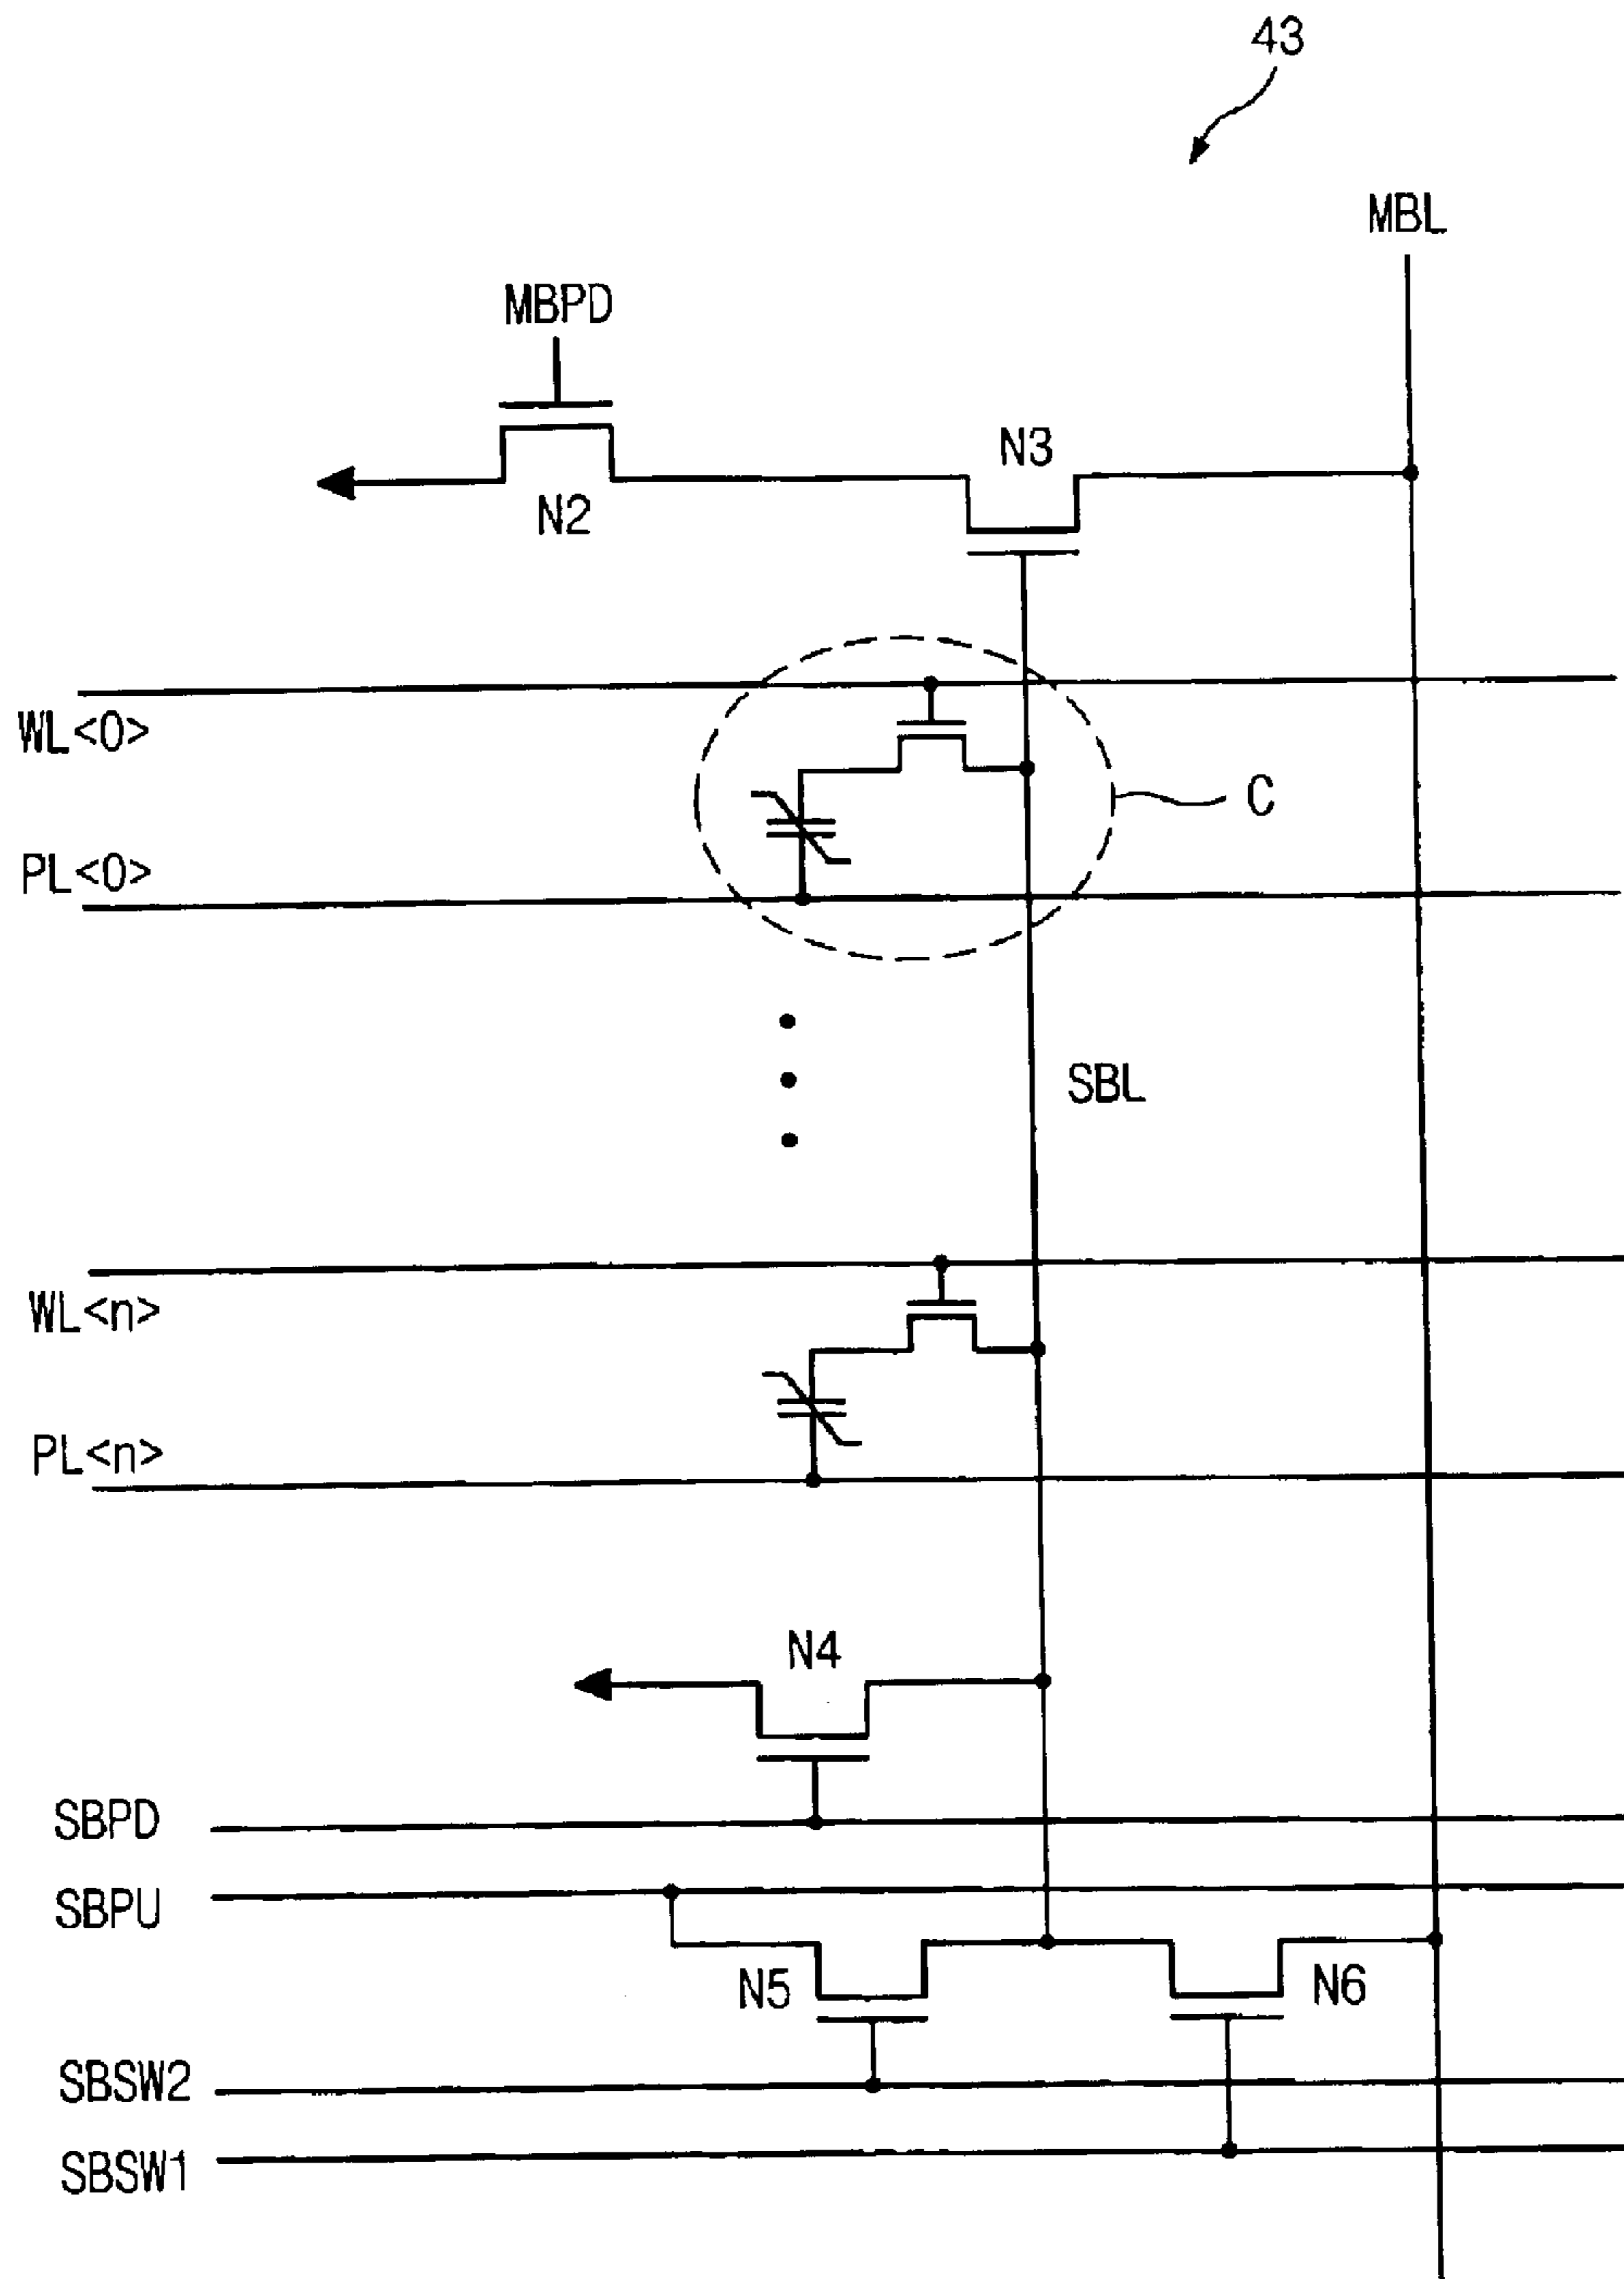 43
MBL
MBPD
N3
N2
WL<0>
C
PL<0>
SBL
WL<n>
PL<n>
N4
SBPD
SBPU
N5
N6
SBSW2
SBSW1